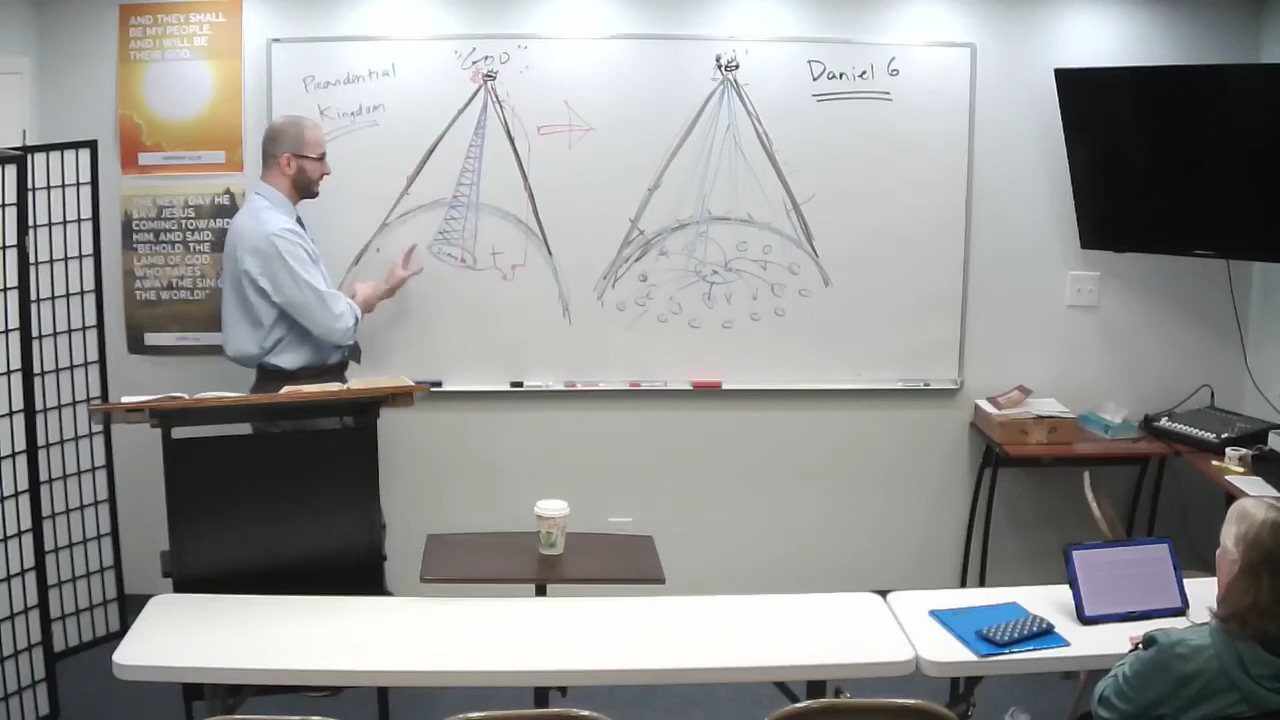 AND THEY SHALL
BE MY PEOPLE,
AND I WILL BE
THEIR GOD.
THE NEXT DAY HE
SAW JESUS
COMING TOWARD
HIM, AND SAID,
"BEHOLD, THE
LAMB OF GOD,
WHO TAKES
AWAY THE SIN O
THE WORLD!"
Kingdom
"GOD"
Daniel 6